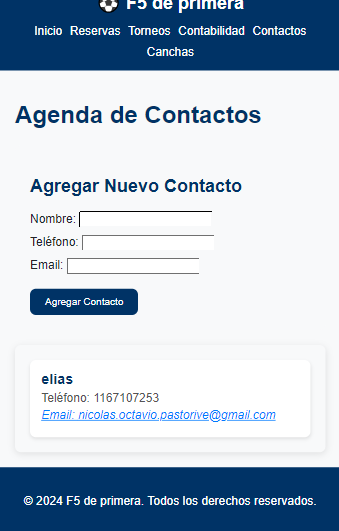 F5 de primera
Inicio Reservas Torneos Contabilidad Contactos
Canchas
Agenda de Contactos
Agregar Nuevo Contacto
Nombre:
Teléfono:
Email:
Agregar Contacto
elias
Teléfono: 1167107253
Email: nicolas.octavio.pastorive@gmail.com
© 2024 F5 de primera. Todos los derechos reservados.